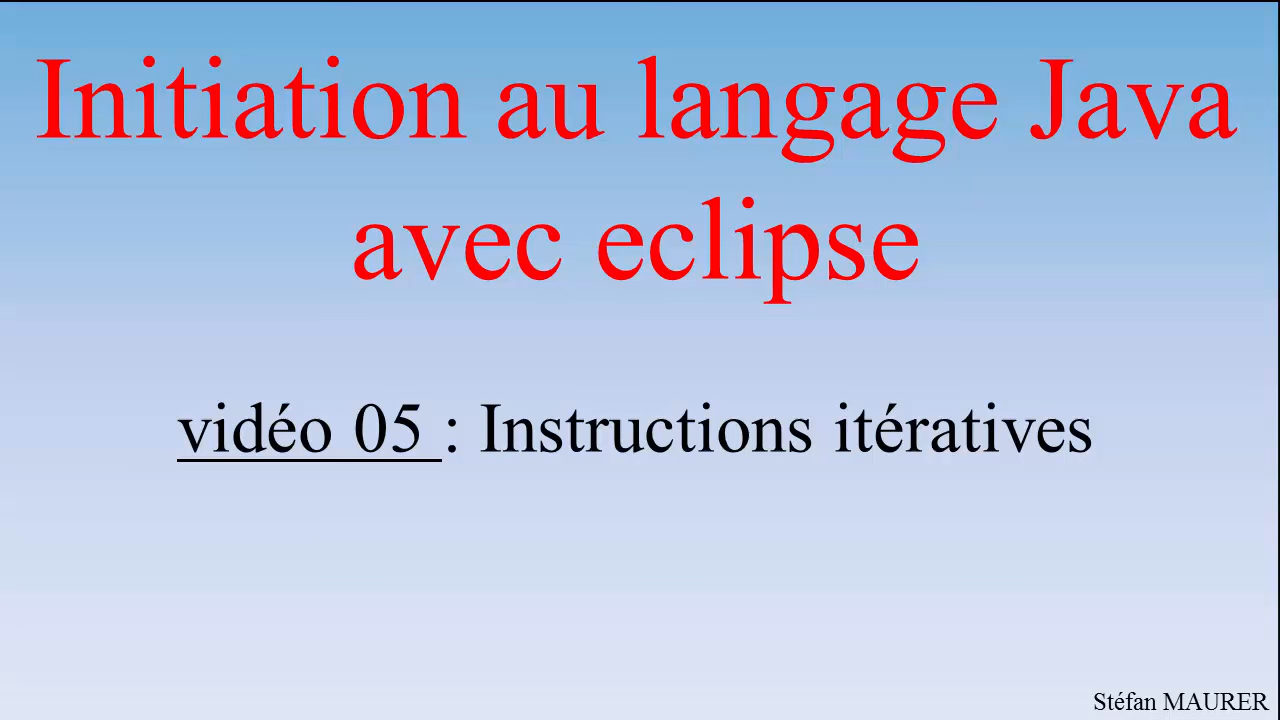 Initiation au langage Java
avec eclipse
vidéo 05 : Instructions itératives
Stéfan MAURER